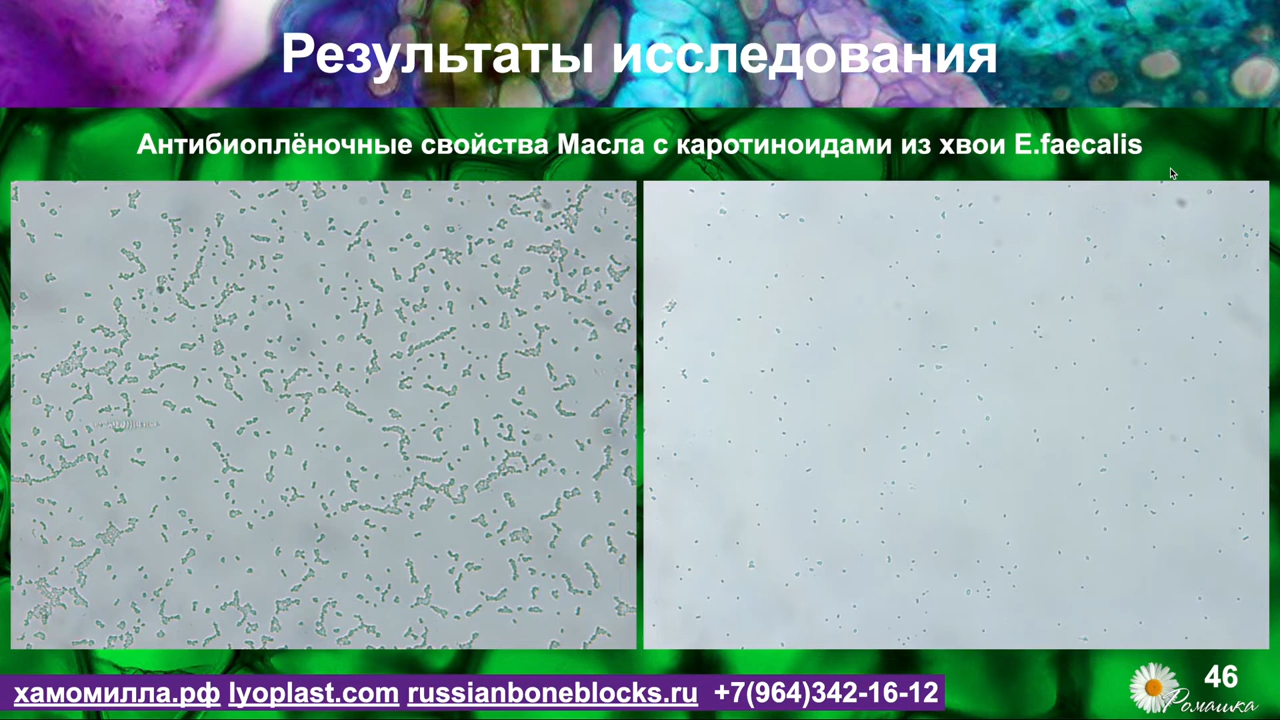 Результаты исследования
Антибиоплёночные свойства Масла с каротиноидами из хвои E.faecalis
хамомилла.рф lyoplast.com russianboneblocks.ru +7(964)342-16-12
46
Ромашка